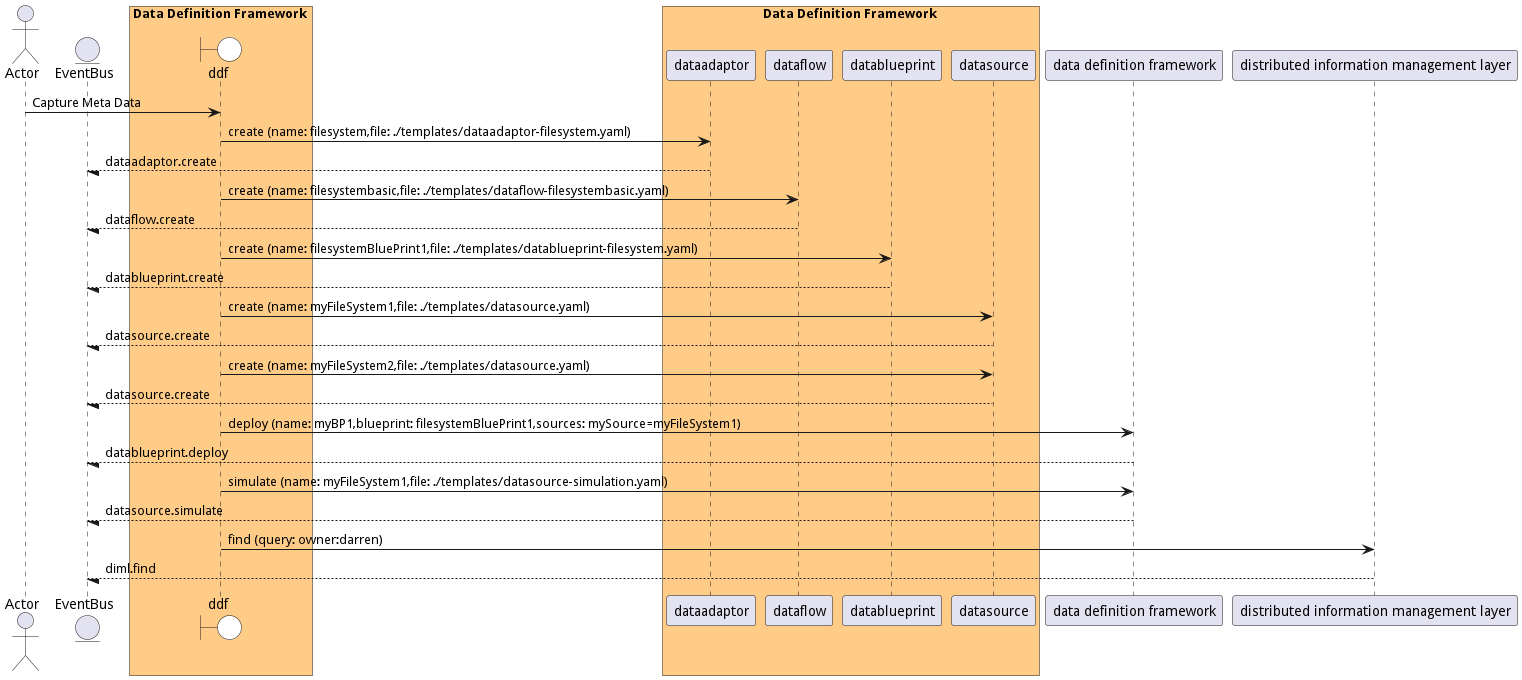 Data Definition Framework
Data Definition Framework
Actor
EventBus
ddf
dataadaptor
dataflow
datablueprint
datasource
data definition framework
distributed information management layer
Capture Meta Data
create (name: filesystem,file: ./templates/dataadaptor-filesystem.yaml)
dataadaptor.create
create (name: filesystembasic,file: ./templates/dataflow-filesystembasic.yaml)
dataflow.create
create (name: filesystemBluePrint1,file: ./templates/datablueprint-filesystem.yaml)
datablueprint.create
create (name: myFileSystem1,file: ./templates/datasource.yaml)
datasource.create
create (name: myFileSystem2,file: ./templates/datasource.yaml)
datasource.create
deploy (name: myBP1,blueprint: filesystemBluePrint1,sources: mySource=myFileSystem1)
datablueprint.deploy
simulate (name: myFileSystem1,file: ./templates/datasource-simulation.yaml)
datasource.simulate
find (query: owner:darren)
diml.find
Actor
EventBus
ddf
dataadaptor
dataflow
datablueprint
datasource
data definition framework
distributed information management layer